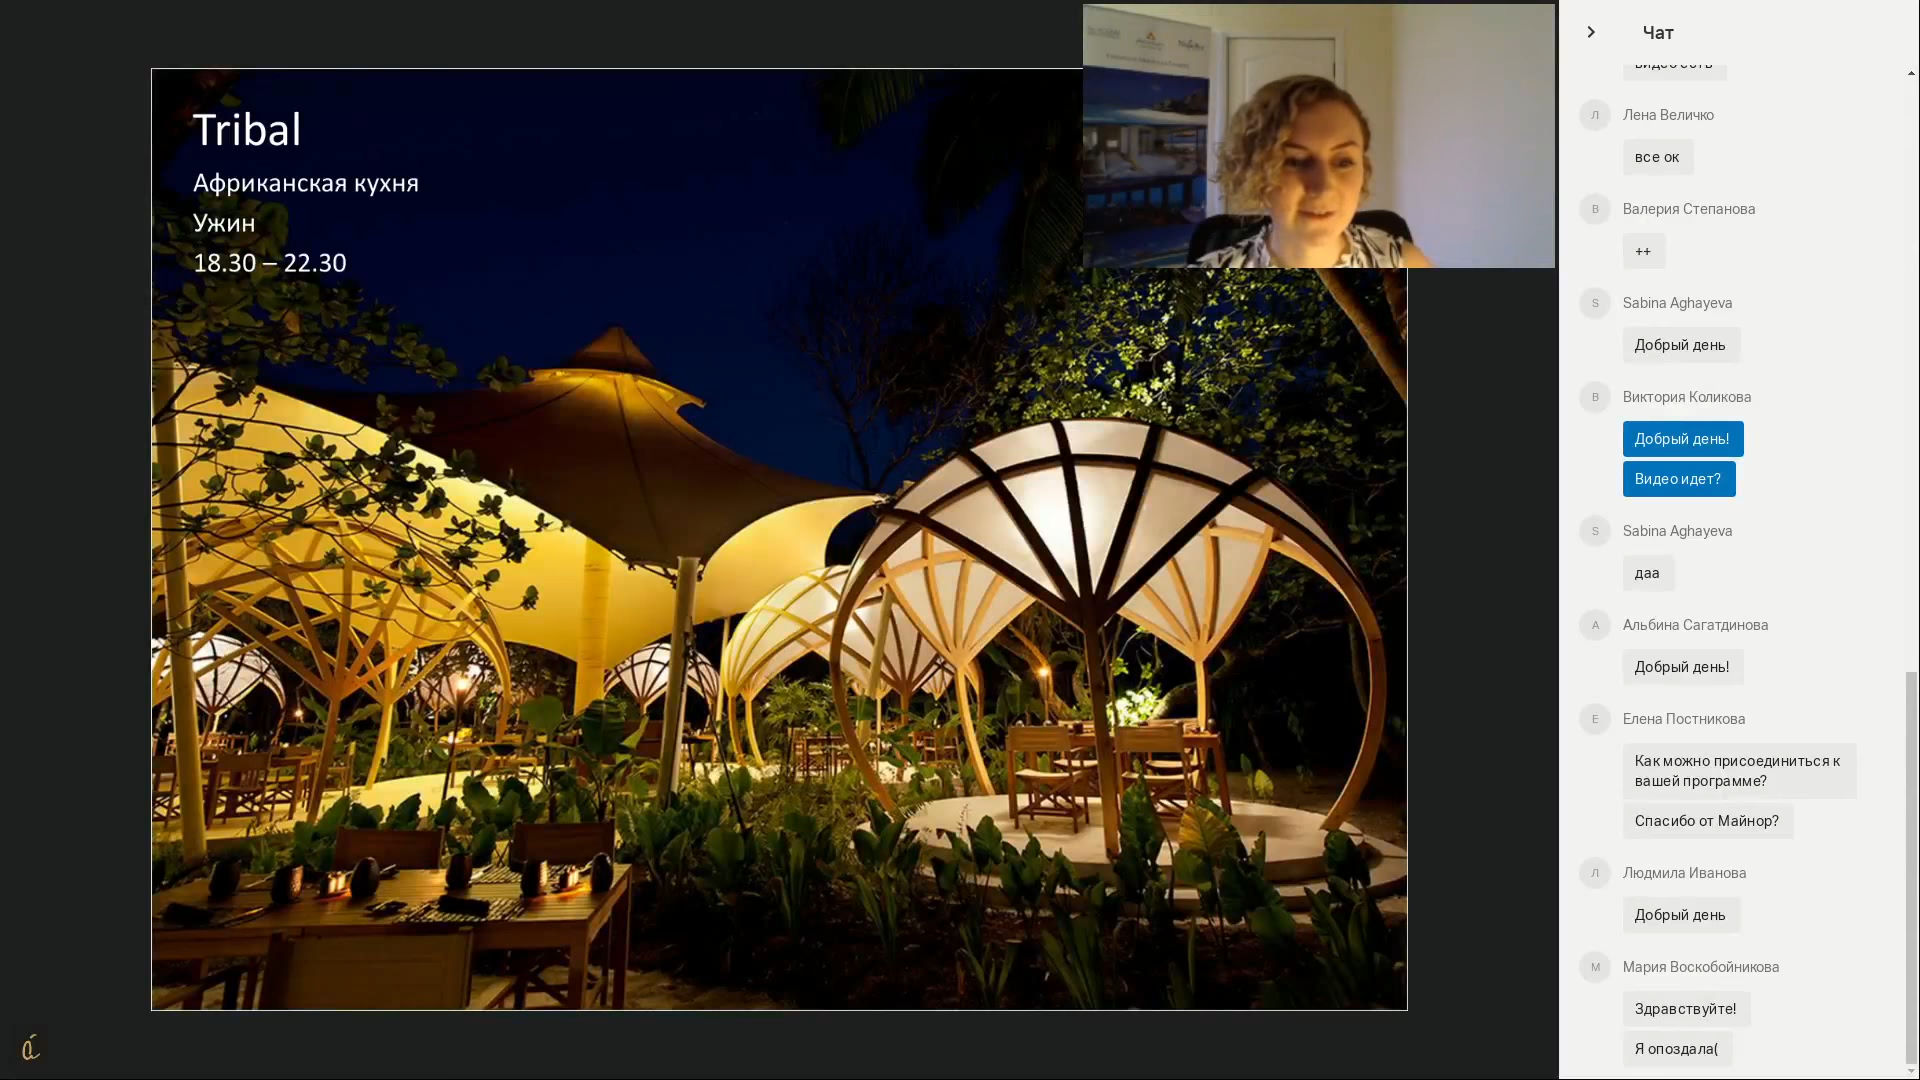 Tribal
Африканская кухня
Ужин
18.30 – 22.30
Чат
видео есть
Л
Лена Величко
все ок
В
Валерия Степанова
++
S
Sabina Aghayeva
Добрый день
В
Виктория Коликова
Добрый день!
Видео идет?
S
Sabina Aghayeva
даа
А
Альбина Сагатдинова
Добрый день!
Е
Елена Постникова
Как можно присоединиться к
вашей программе?
Спасибо от Майнор?
Л
Людмила Иванова
Добрый день
М
Мария Воскобойникова
Здравствуйте!
Я опоздала(
á